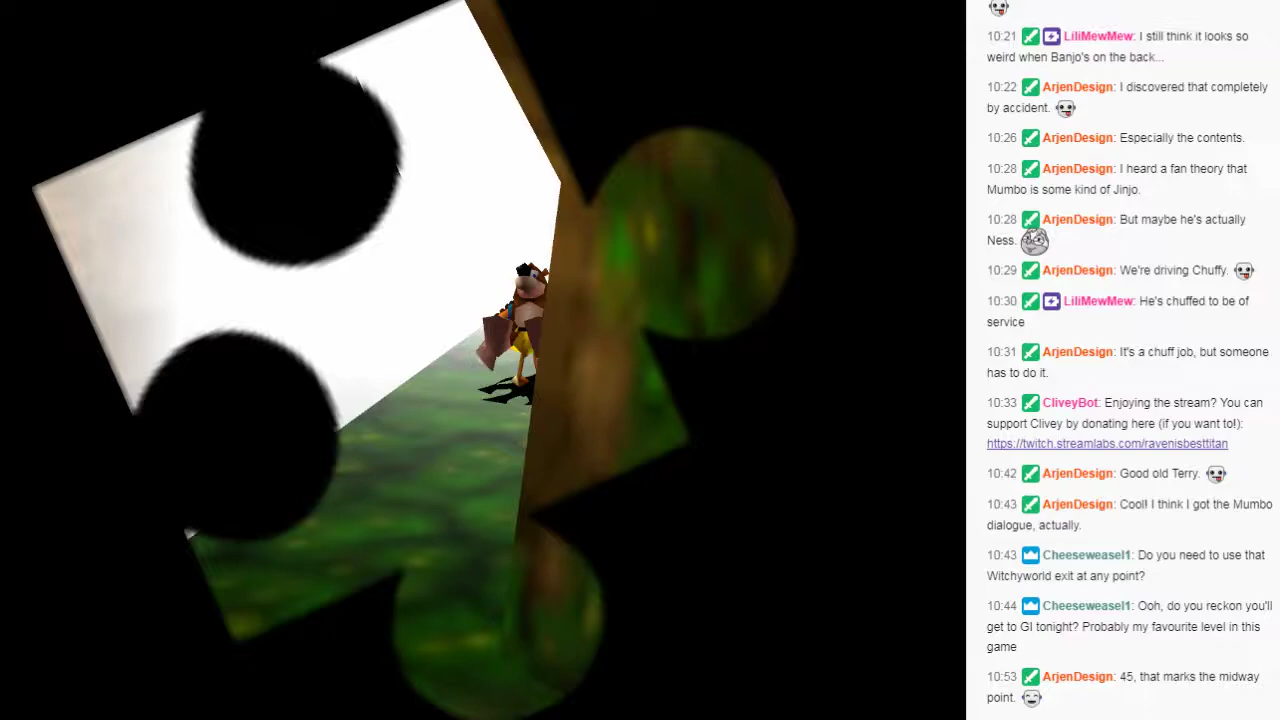 10:21 LiliMewMew: I still think it looks so
weird when Banjo's on the back...
10:22 ArjenDesign: I discovered that completely
by accident.
10:26 ArjenDesign: Especially the contents.
10:28 ArjenDesign: I heard a fan theory that
Mumbo is some kind of Jinjo.
10:28 ArjenDesign: But maybe he's actually
Ness.
10:29 ArjenDesign: We're driving Chuffy.
10:30 LiliMewMew: He's chuffed to be of
service
10:31 ArjenDesign: It's a chuff job, but someone
has to do it.
10:33 CliveyBot: Enjoying the stream? You can
support Clivey by donating here (if you want to!):
https://twitch.streamlabs.com/ravenisbesttitan
10:42 ArjenDesign: Good old Terry.
10:43 ArjenDesign: Cool! I think I got the Mumbo
dialogue, actually.
10:43 Cheeseweasel1: Do you need to use that
Witchyworld exit at any point?
10:44 Cheeseweasel1: Ooh, do you reckon you'll
get to GI tonight? Probably my favourite level in this
game
10:53 ArjenDesign: 45, that marks the midway
point.